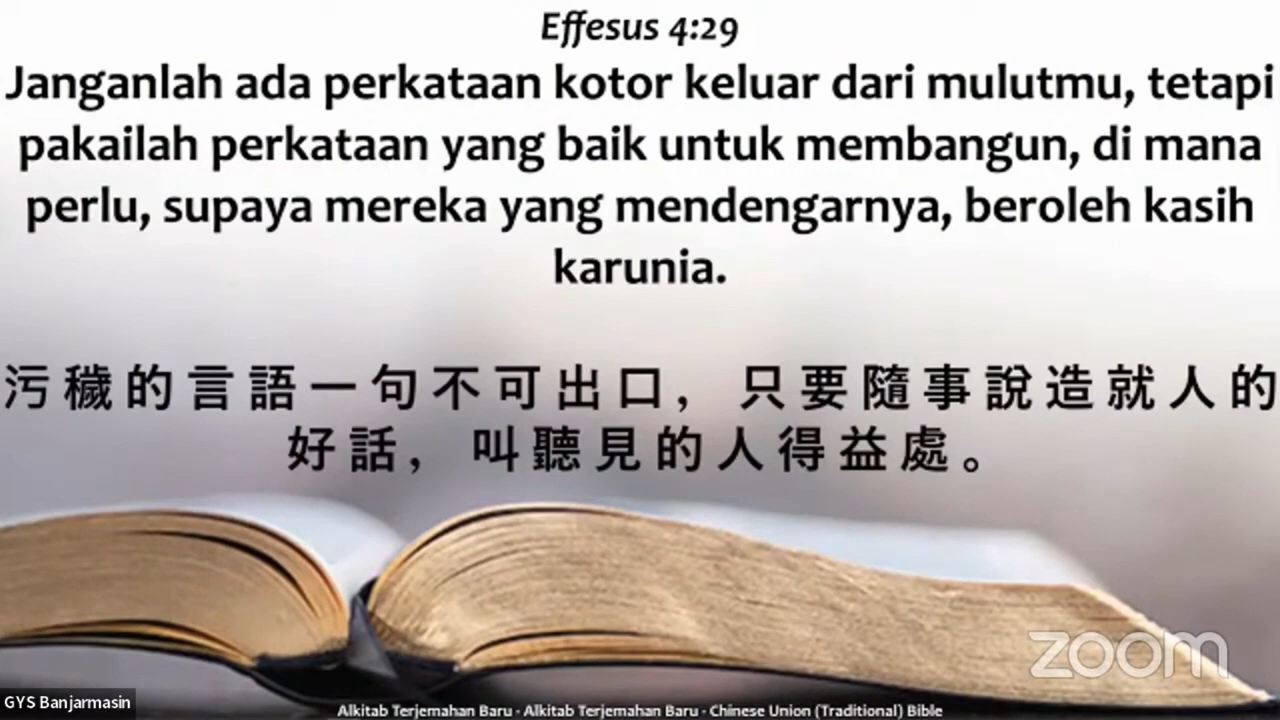 Effesus 4:29
Janganlah ada perkataan kotor keluar dari mulutmu, tetapi
pakailah perkataan yang baik untuk membangun, di mana
perlu, supaya mereka yang mendengarnya, beroleh kasih
karunia.
污穢的言語一句不可出口，只要隨事說造就人的
好話，叫聽見的人得益處。
zoom
GYS Banjarmasin
Alkitab Terjemahan Baru - Alkitab Terjemahan Baru - Chinese Union (Traditional) Bible